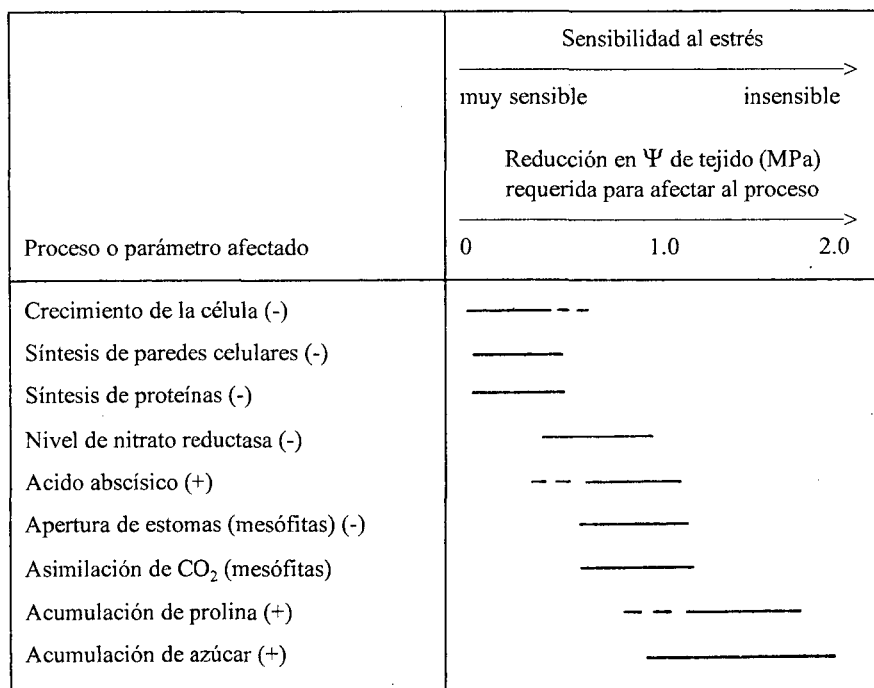 Sensibilidad al estrés
muy sensible insensible
Reducción en Ψ de tejido (MPa)
requerida para afectar al proceso
Proceso o parámetro afectado 0 1.0 2.0
Crecimiento de la célula (-)
Síntesis de paredes celulares (-)
Síntesis de proteínas (-)
Nivel de nitrato reductasa (-)
Acido abscísico (+)
Apertura de estomas (mesófitas) (-)
Asimilación de CO₂ (mesófitas)
Acumulación de prolina (+)
Acumulación de azúcar (+)